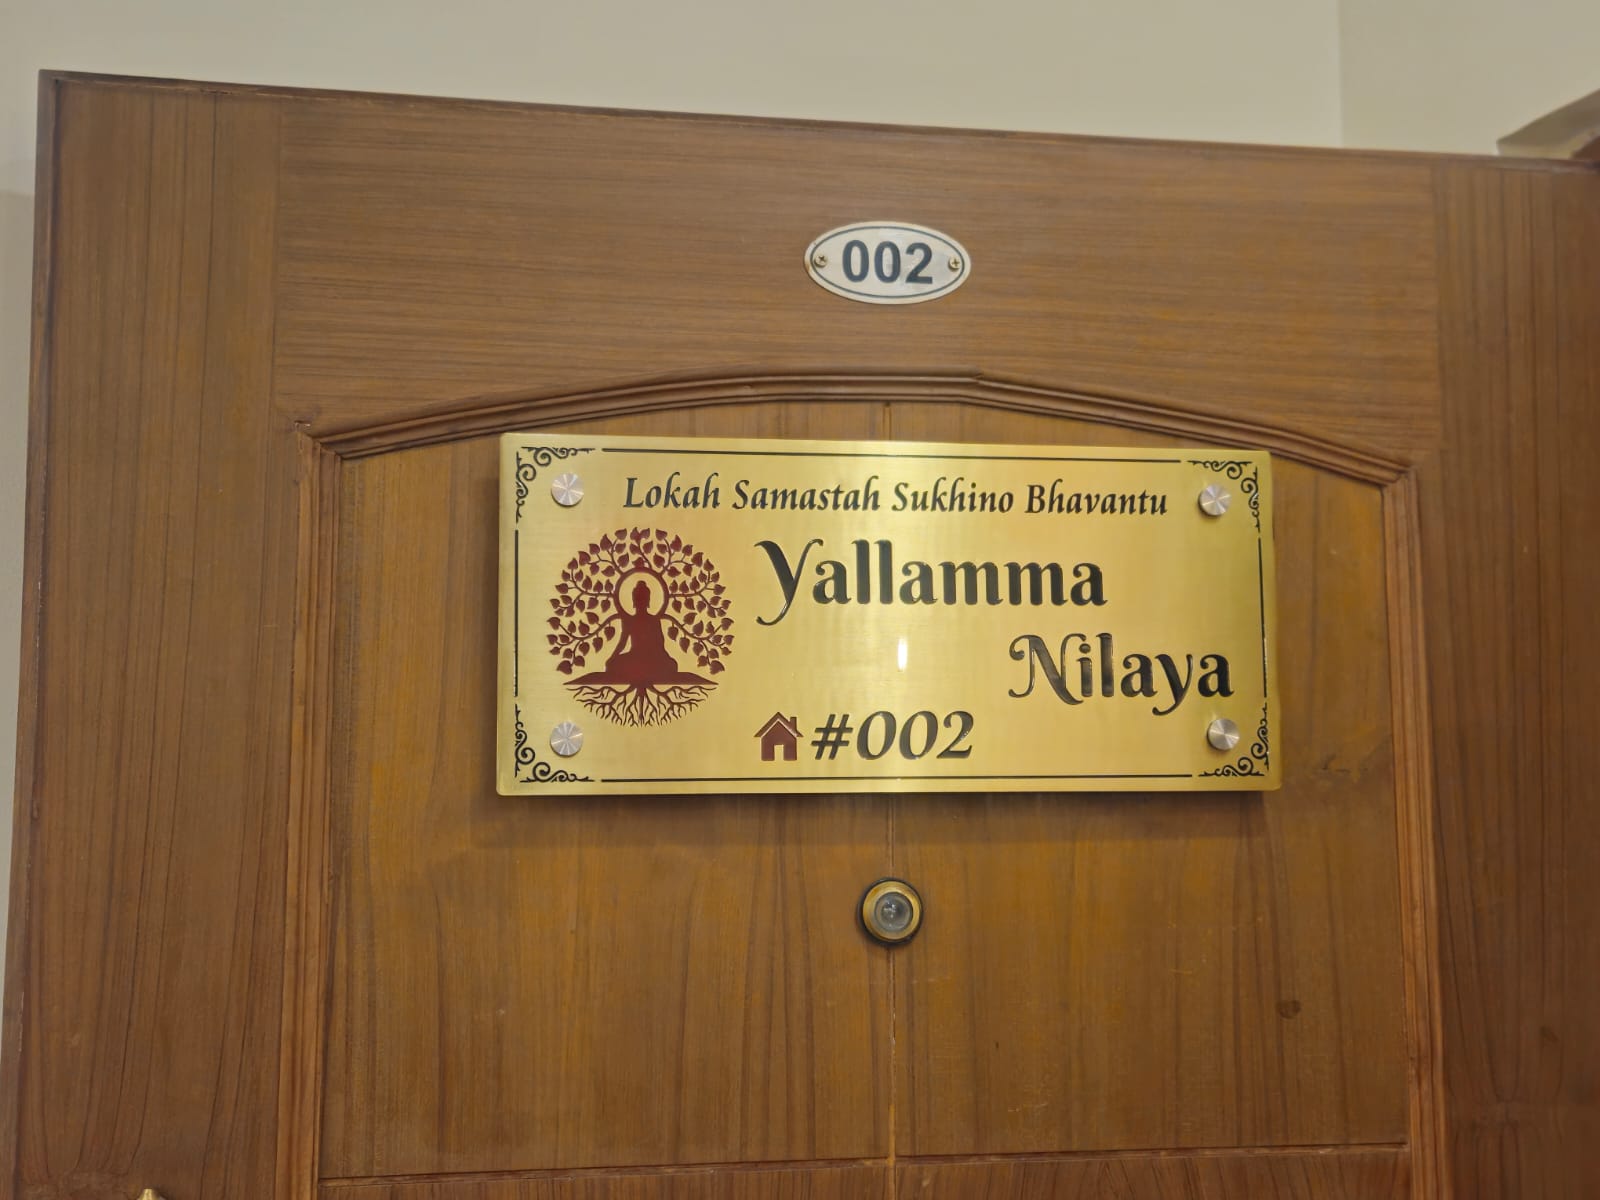 002
Lokah Samastah Sukhino Bhavantu
Yallamma
Nilaya
#002